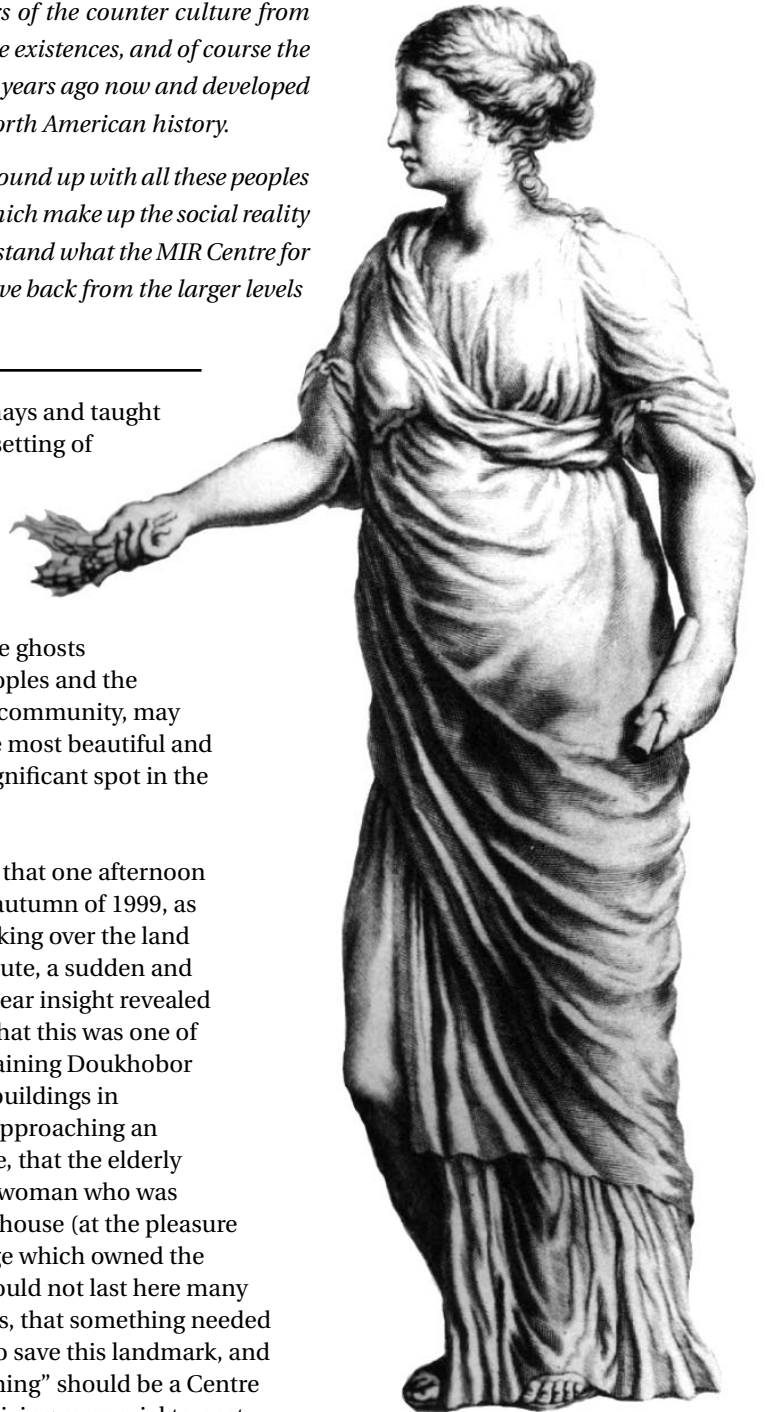 rs of the counter culture from
e existences, and of course the
years ago now and developed
orth American history.
ound up with all these peoples
hich make up the social reality
stand what the MIR Centre for
ve back from the larger levels
ays and taught
setting of
e ghosts
oples and the
community, may
e most beautiful and
gnificant spot in the
that one afternoon
autumn of 1999, as
king over the land
ute, a sudden and
ear insight revealed
hat this was one of
aining Doukhobor
buildings in
pproaching an
e, that the elderly
woman who was
house (at the pleasure
ge which owned the
ould not last here many
s, that something needed
o save this landmark, and
ning” should be a Centre